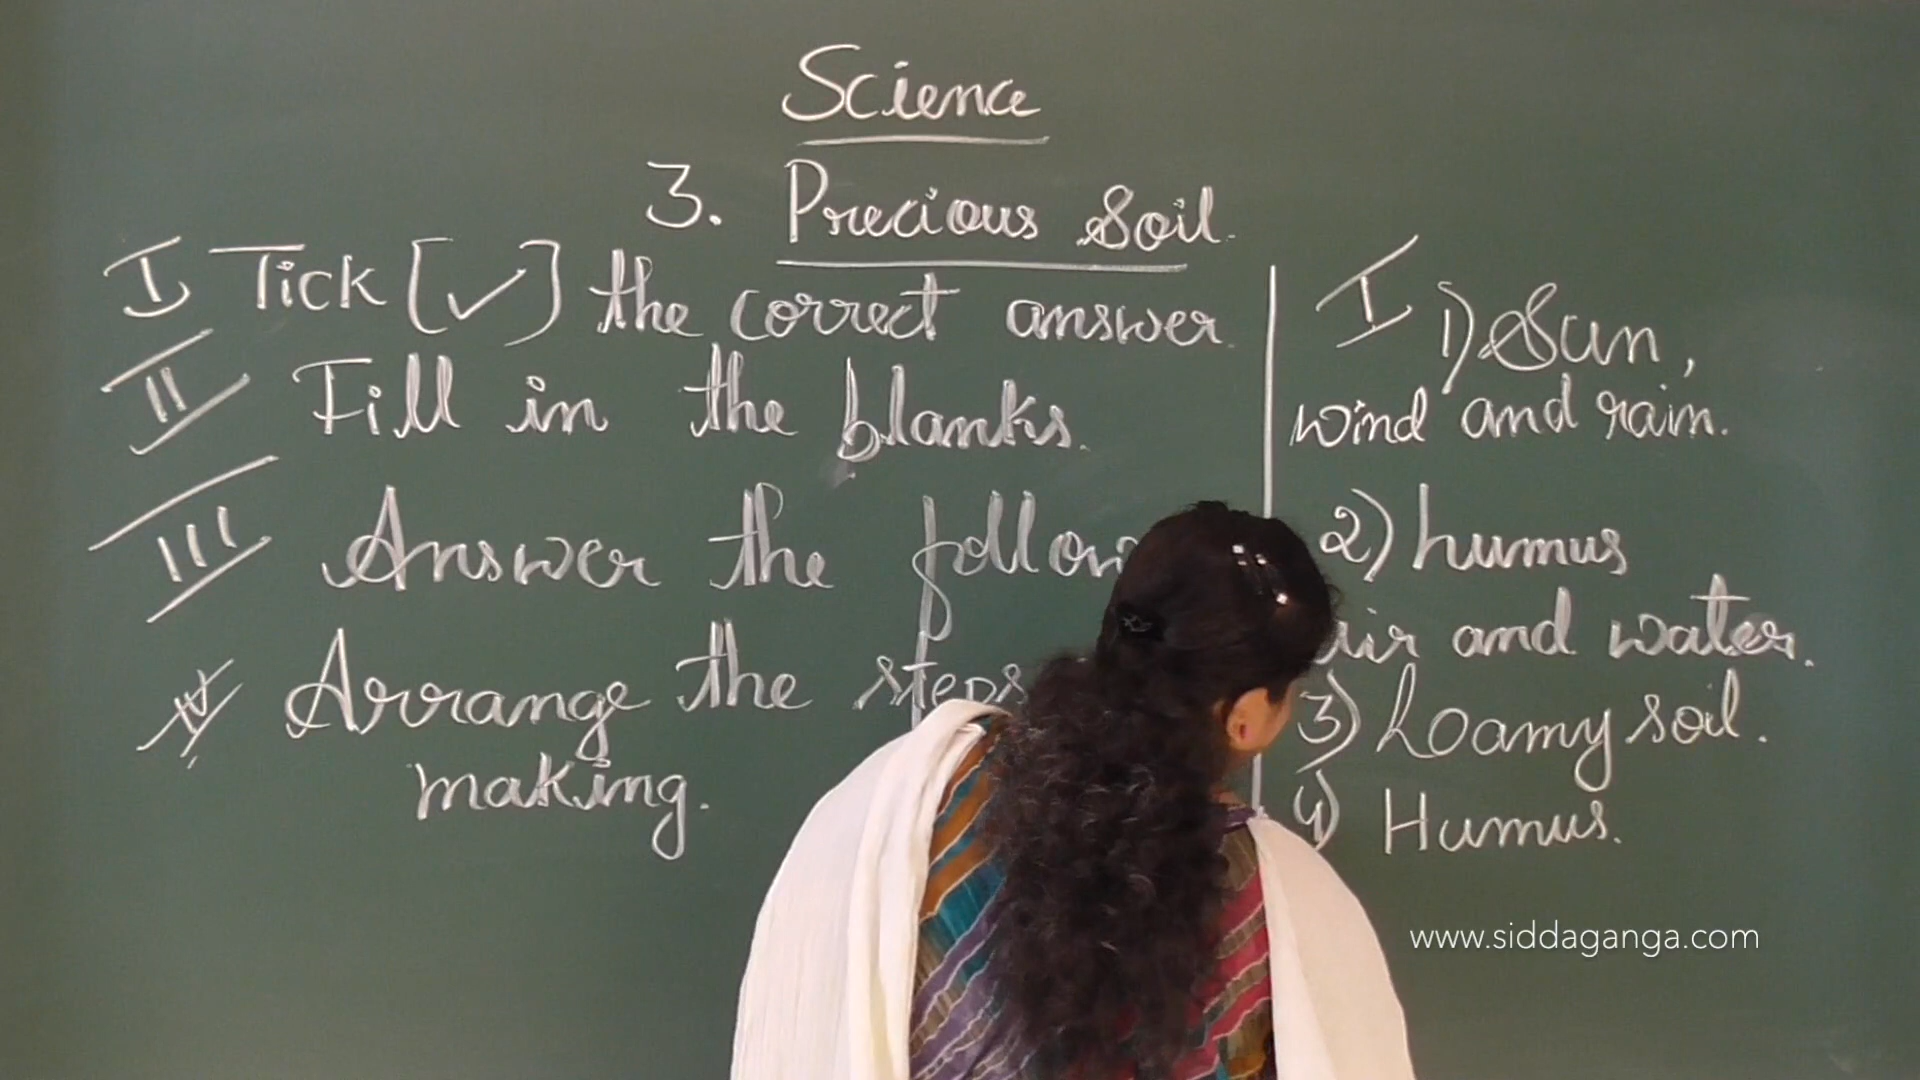 Science
3. Precious Soil.
I Tick [✓] the correct answer.
II Fill in the blanks.
III Answer the
IV Arrange the steps
making.
I 1) Sun,
wind and rain.
2) humus
and water.
3) Loamy soil.
4) Humus.
www.siddaganga.com